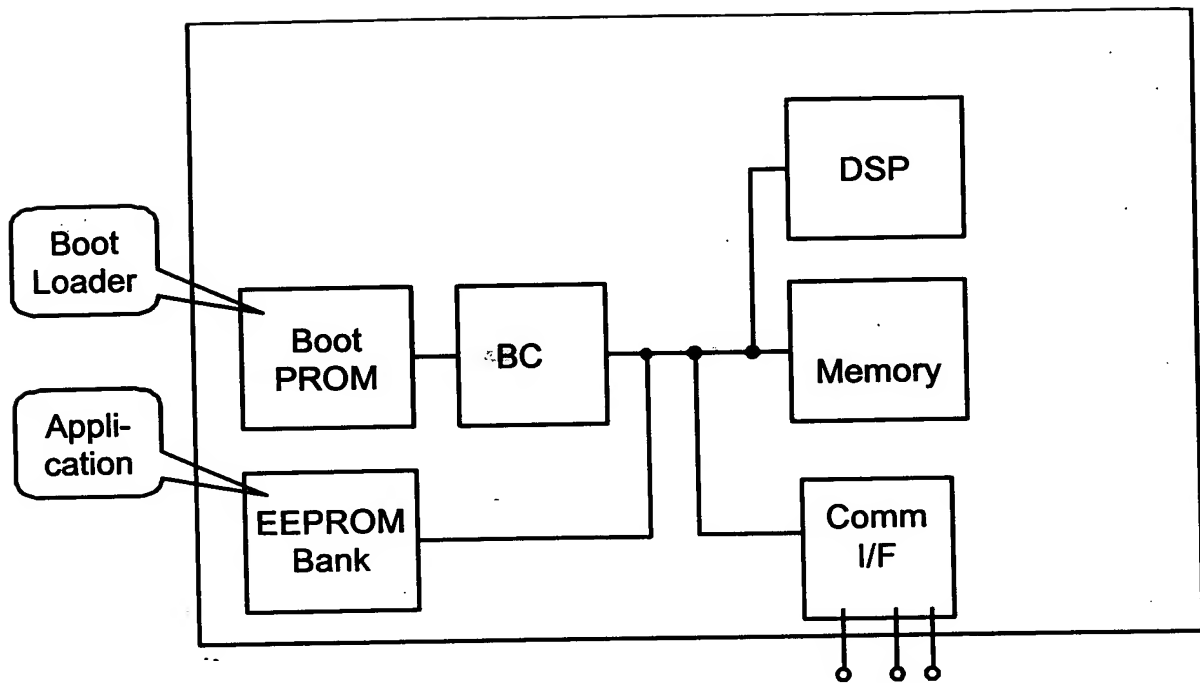 DSP
Boot
Loader
Boot
PROM
BC
Memory
Appli-
cation
EEPROM
Bank
Comm
I/F